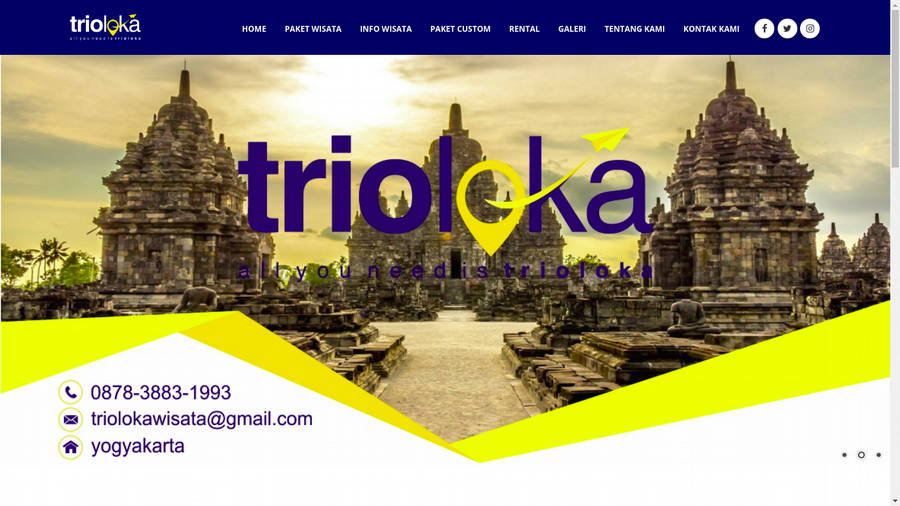 trioloka
all you need is trioloka
HOME PAKET WISATA INFO WISATA PAKET CUSTOM RENTAL GALERI TENTANG KAMI KONTAK KAMI
trioloka
all you need is trioloka
0878-3883-1993
triolokawisata@gmail.com
yogyakarta